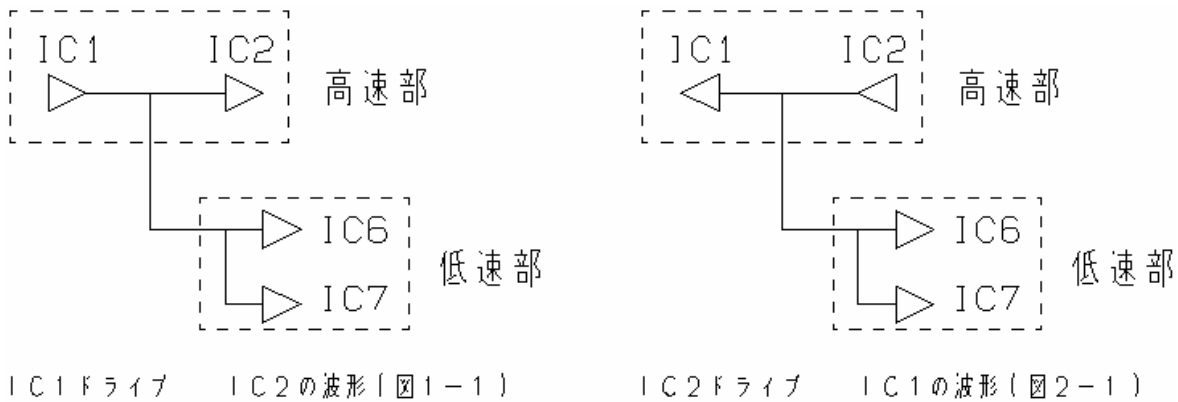 IC1 IC2
高速部
IC6
IC7
低速部
IC1ドライブ IC2の波形(図1-1)
IC1 IC2
高速部
IC6
IC7
低速部
IC2ドライブ IC1の波形(図2-1)